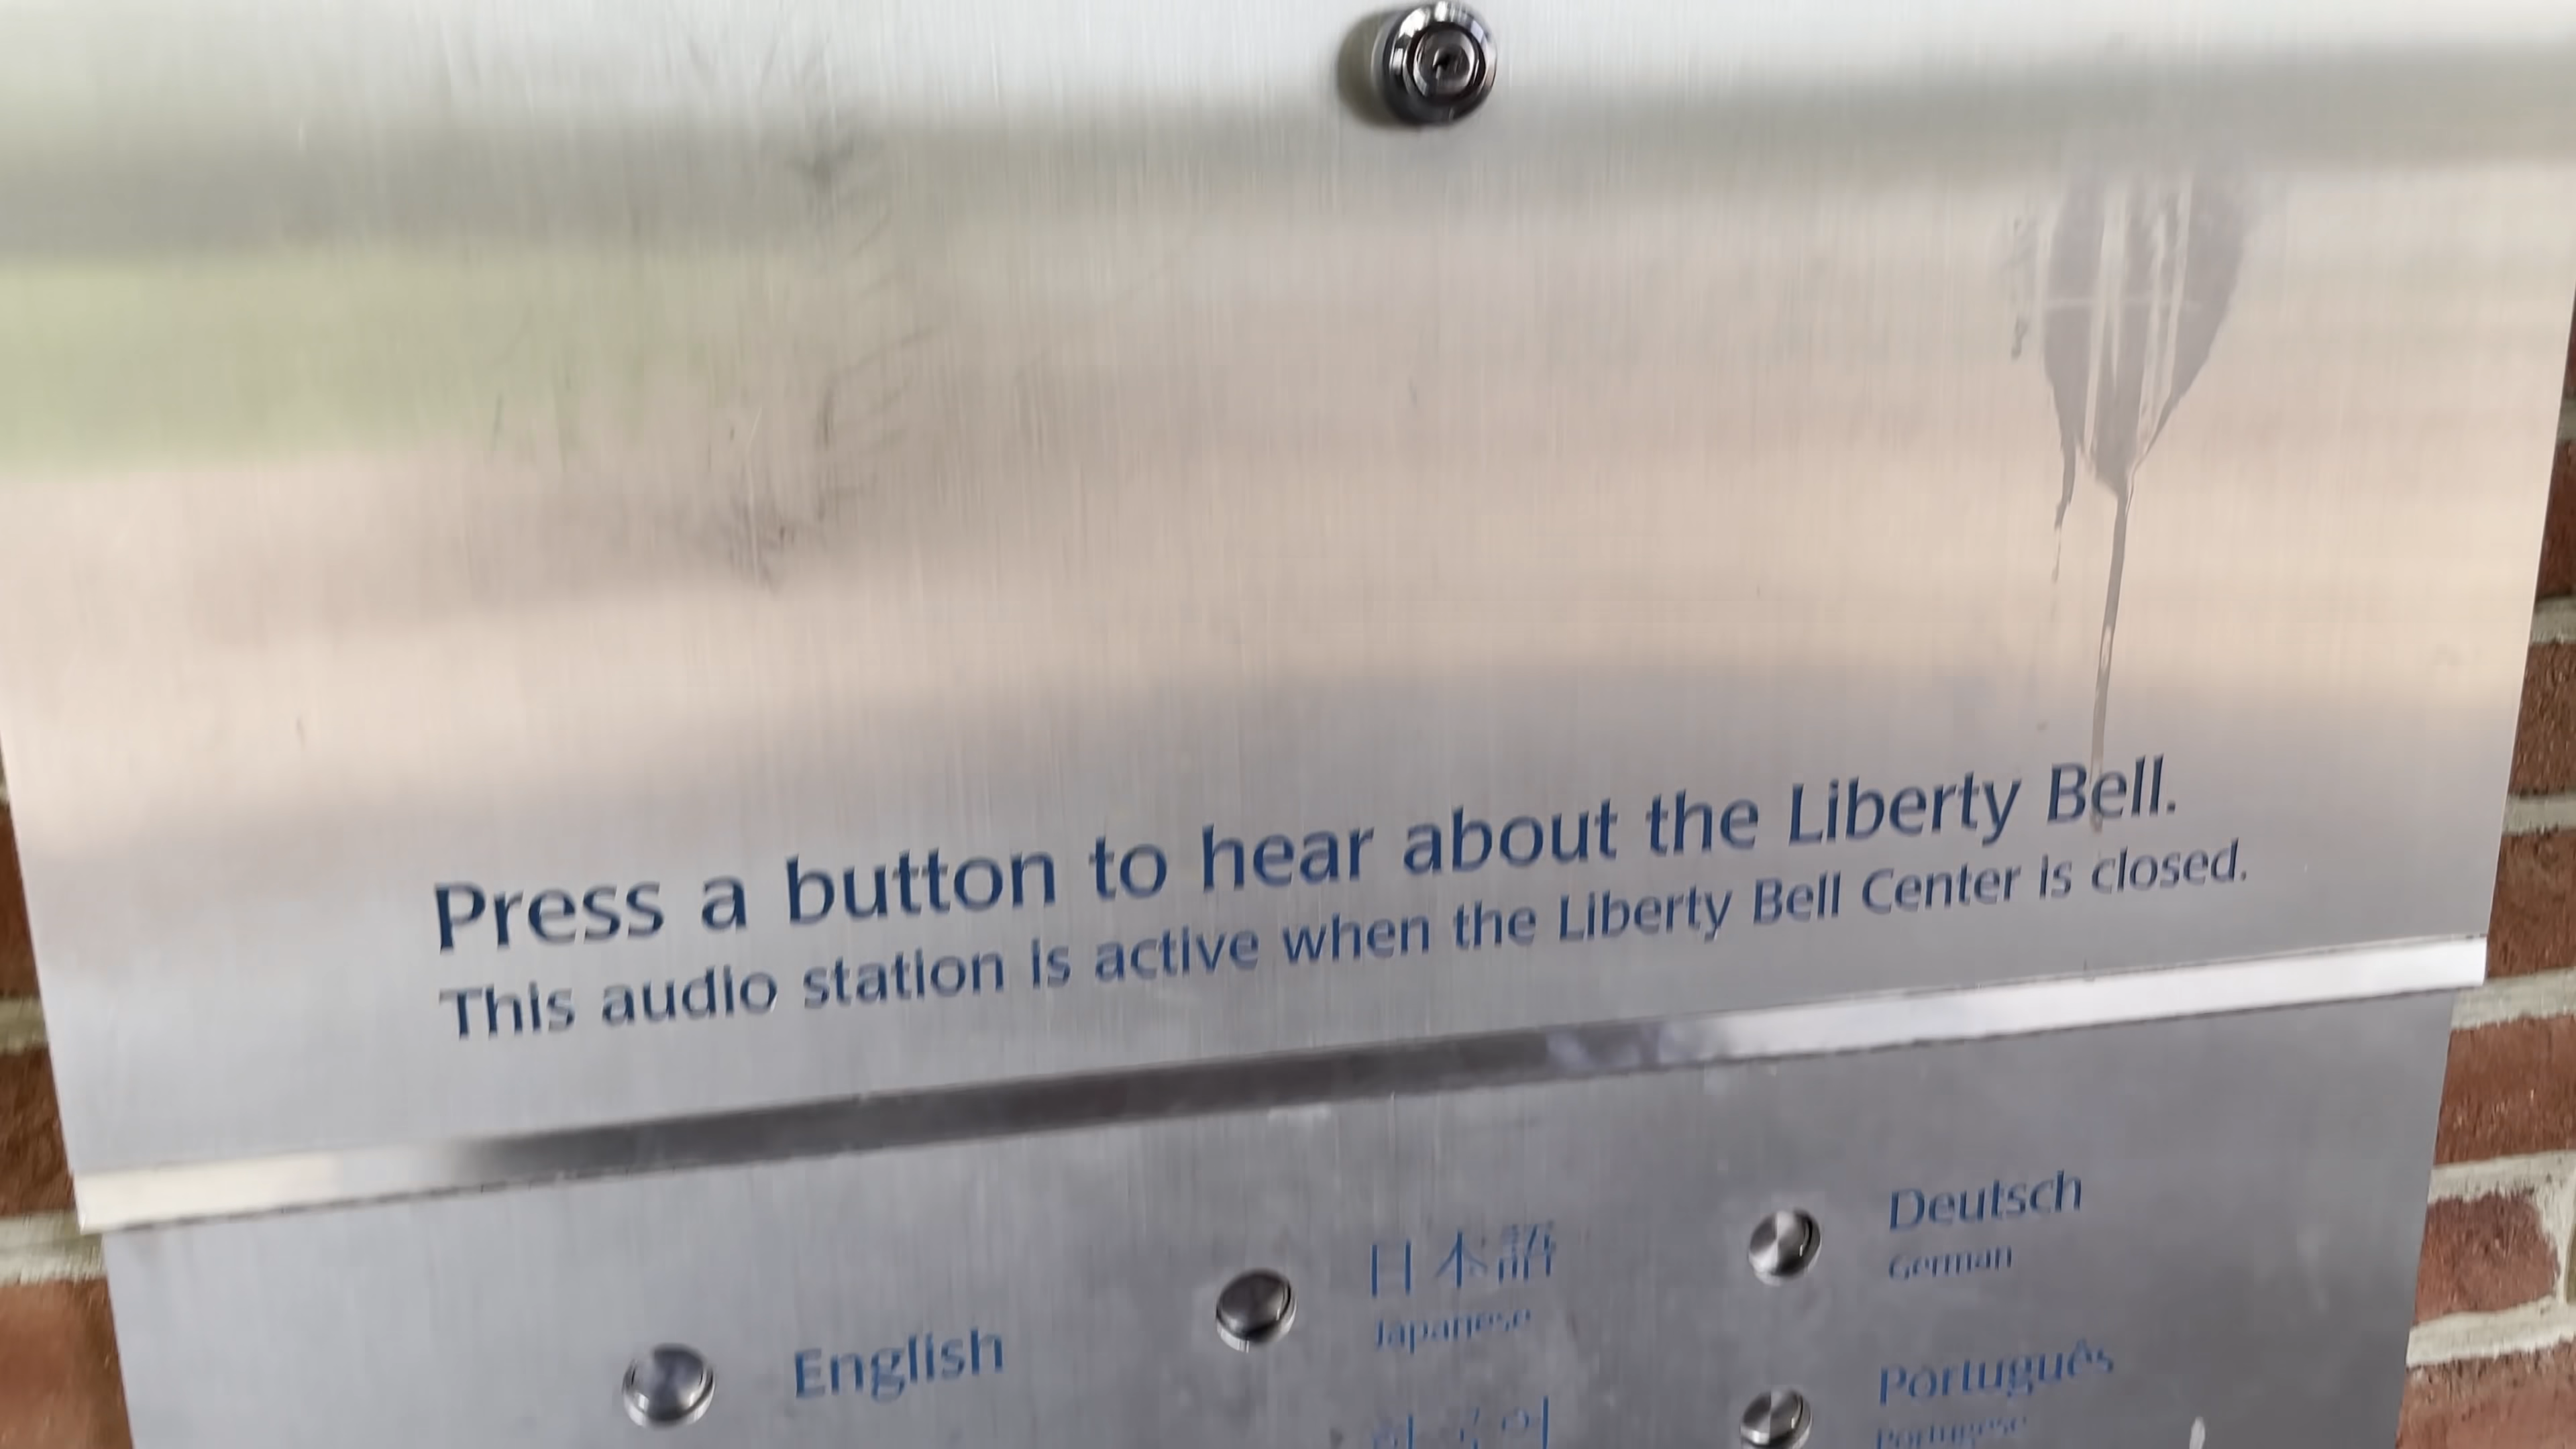 Press a button to hear about the Liberty Bell.
This audio station is active when the Liberty Bell Center is closed.
English
日本語
Japanese
Deutsch
German
Português